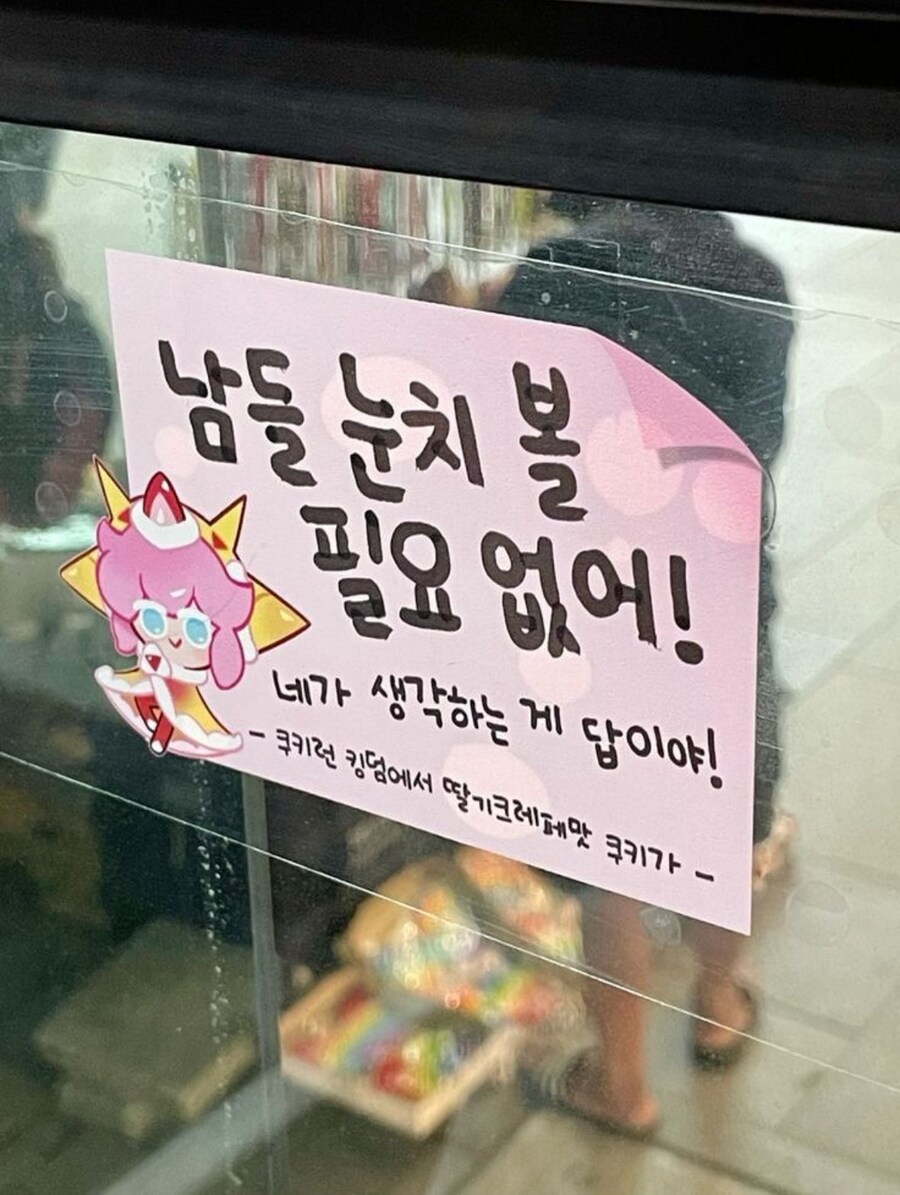 남들 눈치 볼
필요 없어!
네가 생각하는 게 답이야!
- 쿠키런 킹덤에서 딸기크레페맛 쿠키가 -